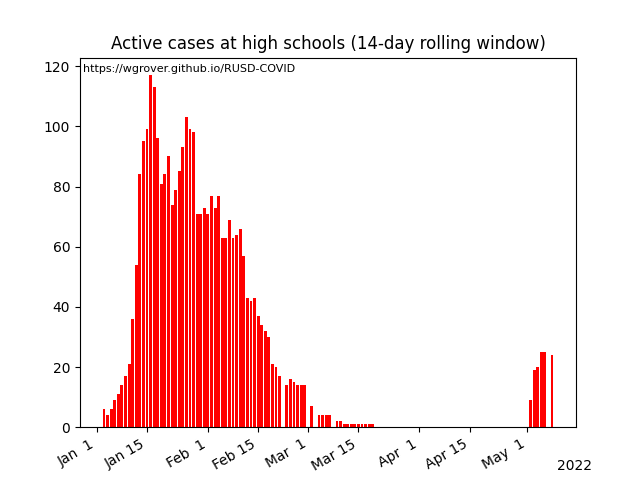 Active cases at high schools (14-day rolling window)
https://wgrover.github.io/RUSD-COVID
120
100
80
60
40
20
0
Jan 1
Jan 15
Feb 1
Feb 15
Mar 1
Mar 15
Apr 1
Apr 15
May 1
2022